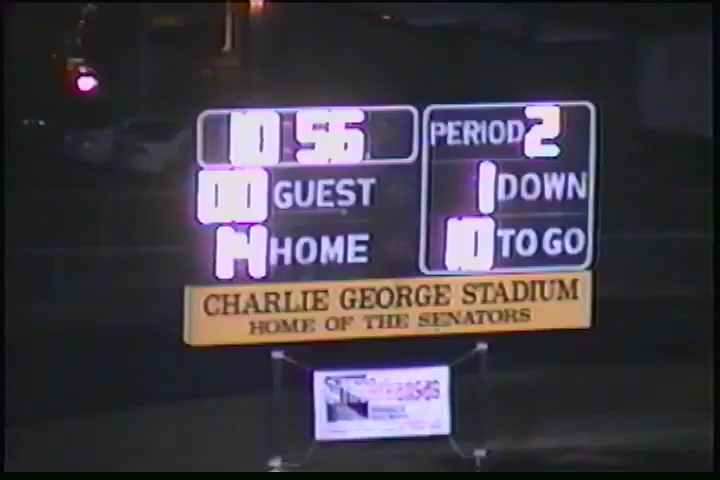 10 56 PERIOD 2
00 GUEST 1 DOWN
14 HOME 10 TO GO
CHARLIE GEORGE STADIUM
HOME OF THE SENATORS